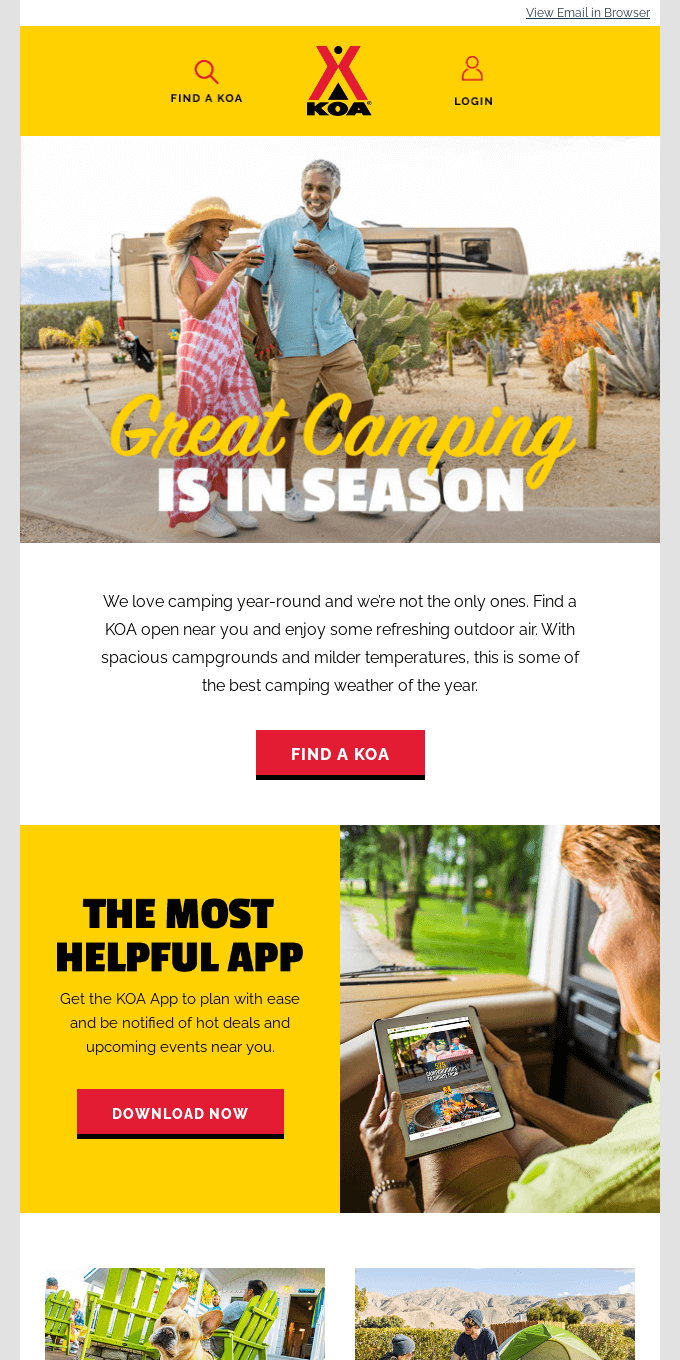 View Email in Browser
FIND A KOA
KOA®
LOGIN
Great Camping
IS IN SEASON
We love camping year-round and we're not the only ones. Find a
KOA open near you and enjoy some refreshing outdoor air. With
spacious campgrounds and milder temperatures, this is some of
the best camping weather of the year.
FIND A KOA
THE MOST
HELPFUL APP
Get the KOA App to plan with ease
and be notified of hot deals and
upcoming events near you.
DOWNLOAD NOW